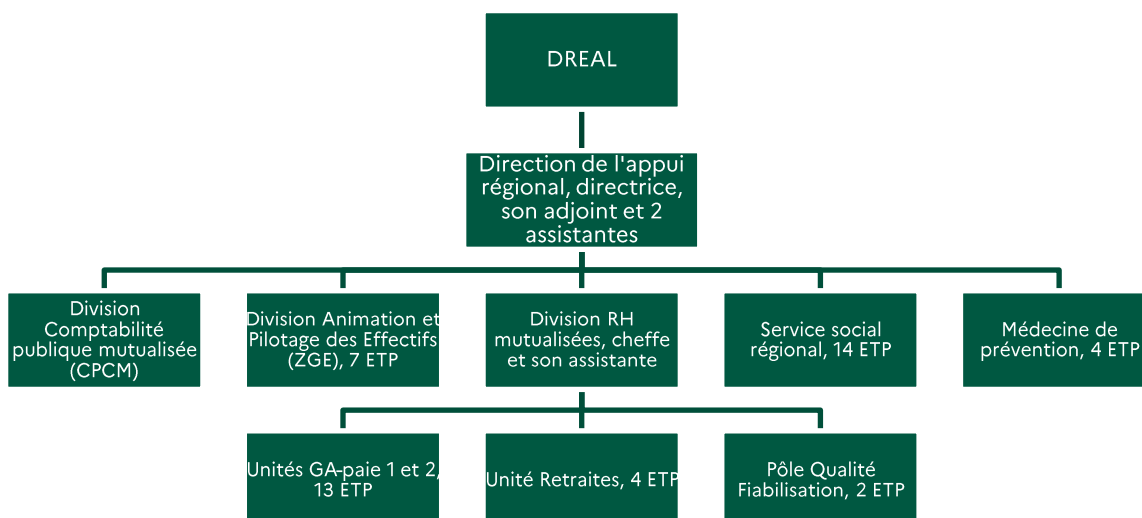 DREAL
Direction de l'appui
régional, directrice,
son adjoint et 2
assistantes
Division
Comptabilité
publique mutualisée
(CPCM)
Division Animation et
Pilotage des Effectifs
(ZGE), 7 ETP
Division RH
mutualisées, cheffe
et son assistante
Service social
régional, 14 ETP
Médecine de
prévention, 4 ETP
Unités GA-paie 1 et 2,
13 ETP
Unité Retraites, 4 ETP
Pôle Qualité
Fiabilisation, 2 ETP